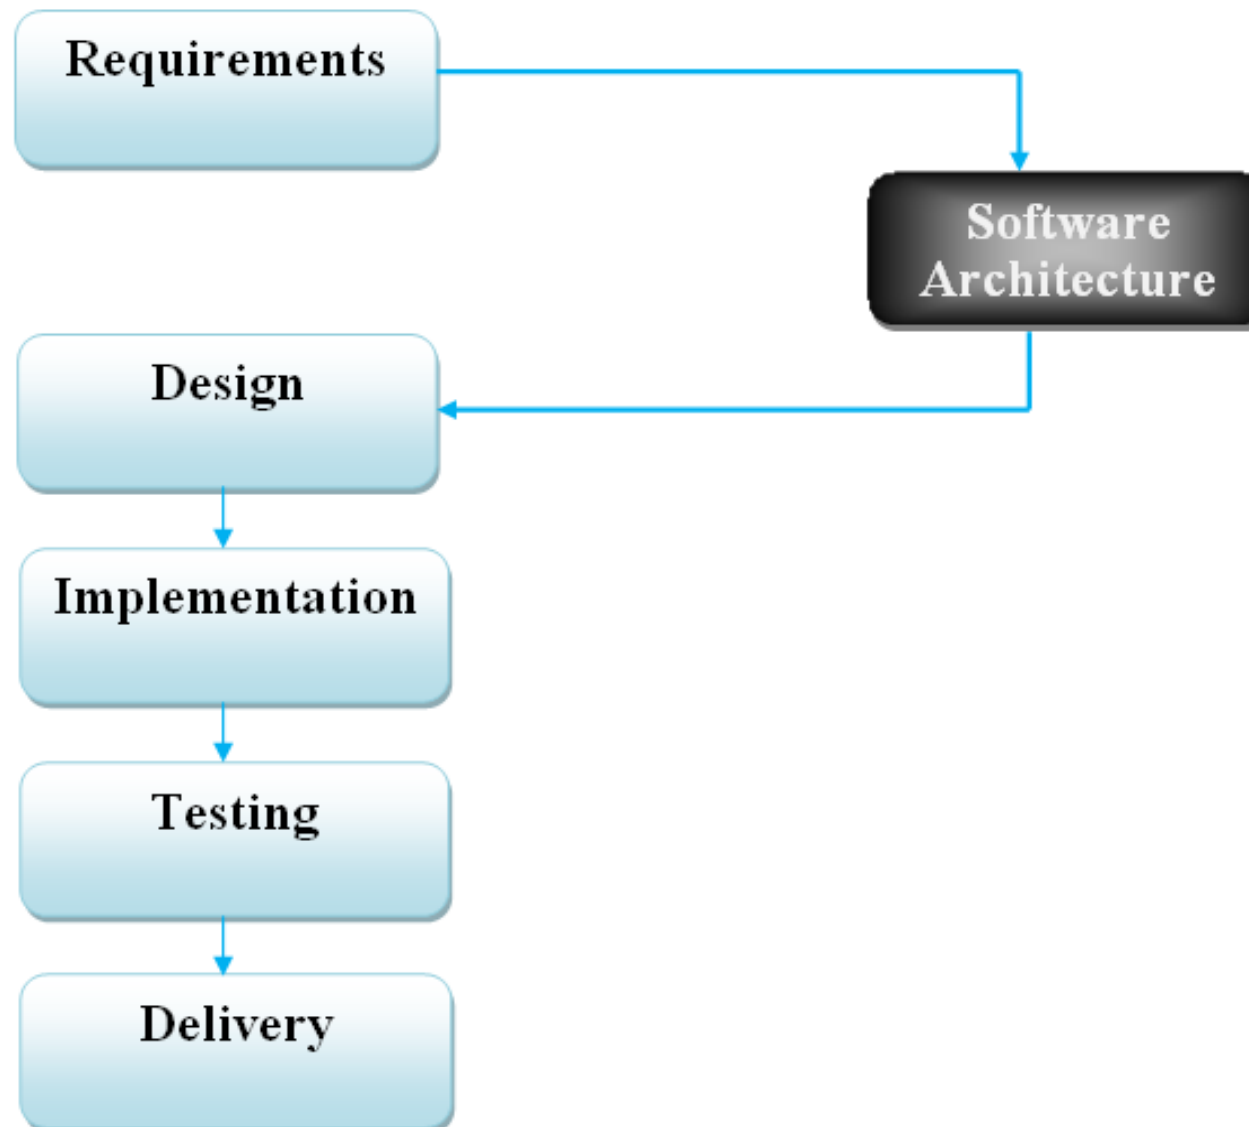 Requirements
Software
Architecture
Design
Implementation
Testing
Delivery